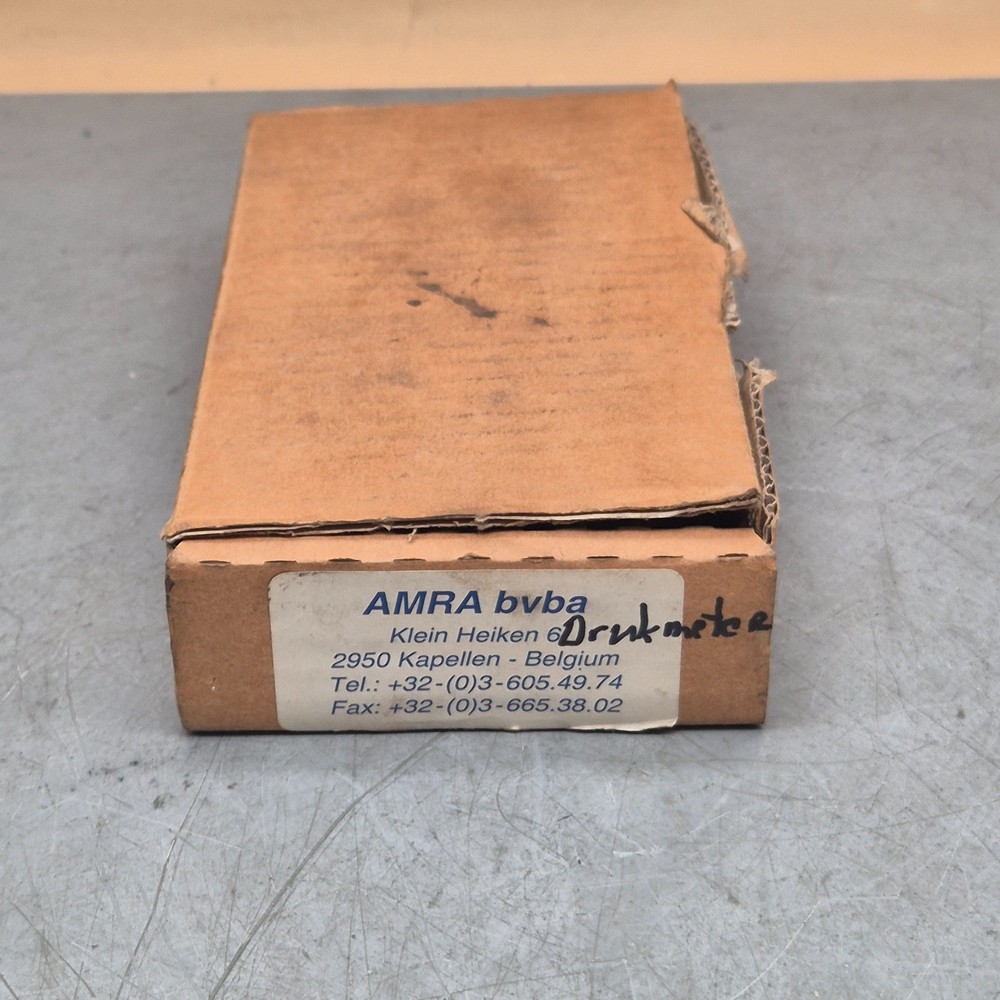 AMRA bvba
Klein Heiken 6
Drukmeter
2950 Kapellen - Belgium
Tel.: +32-(0)3-605.49.74
Fax: +32-(0)3-665.38.02